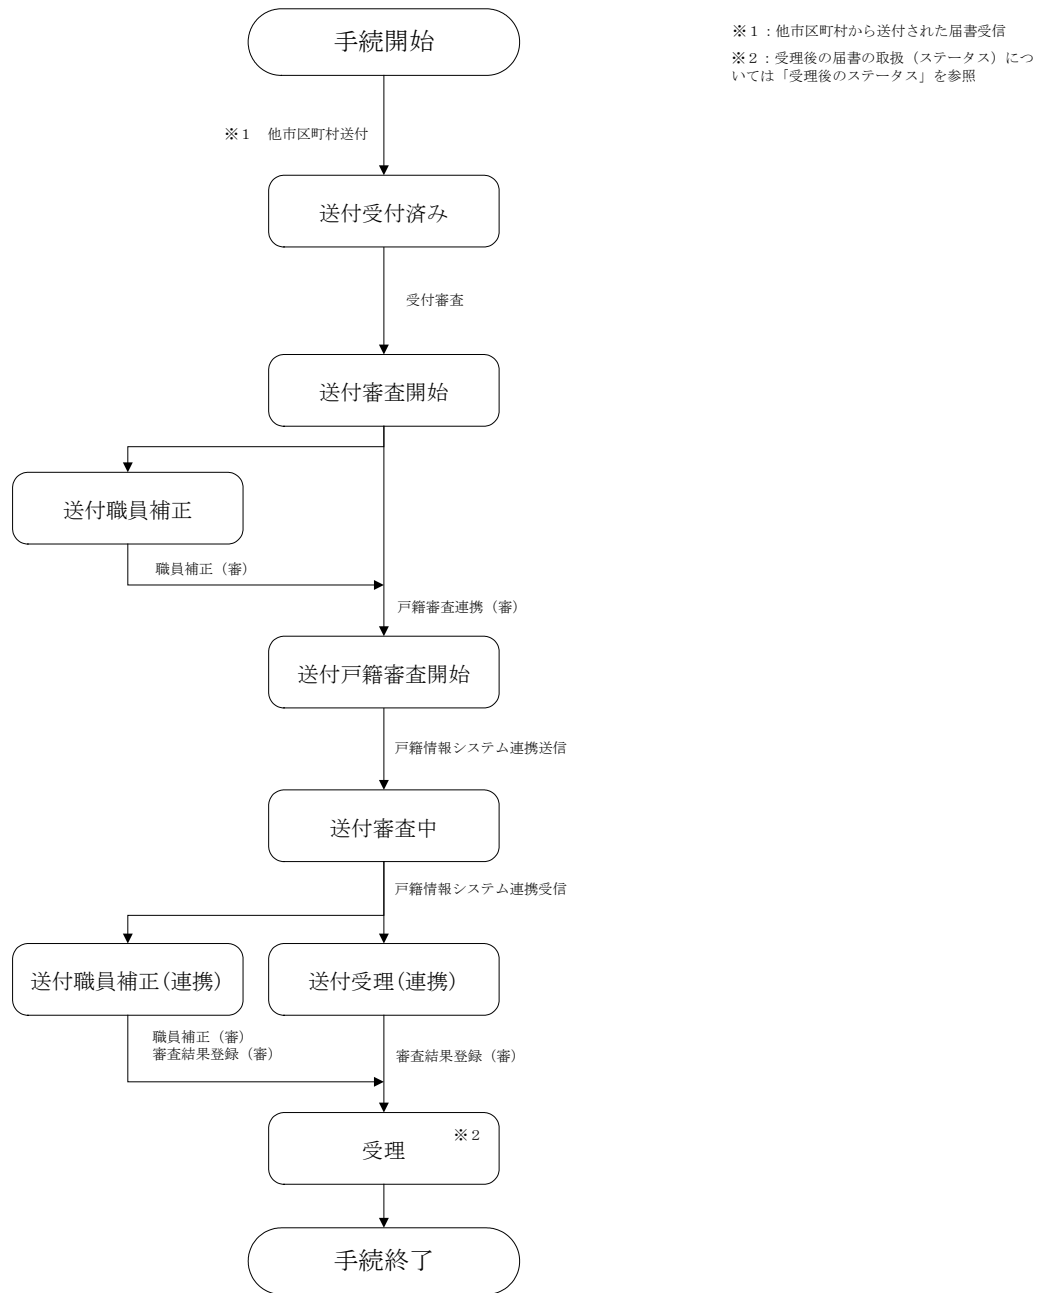 手続開始
※１：他市区町村から送付された届書受信
※２：受理後の届書の取扱（ステータス）につ
いては「受理後のステータス」を参照
※１　他市区町村送付
送付受付済み
受付審査
送付審査開始
送付職員補正
職員補正（審）
戸籍審査連携（審）
送付戸籍審査開始
戸籍情報システム連携送信
送付審査中
戸籍情報システム連携受信
送付職員補正(連携)
送付受理(連携)
職員補正（審）
審査結果登録（審）
審査結果登録（審）
※２
受理
手続終了